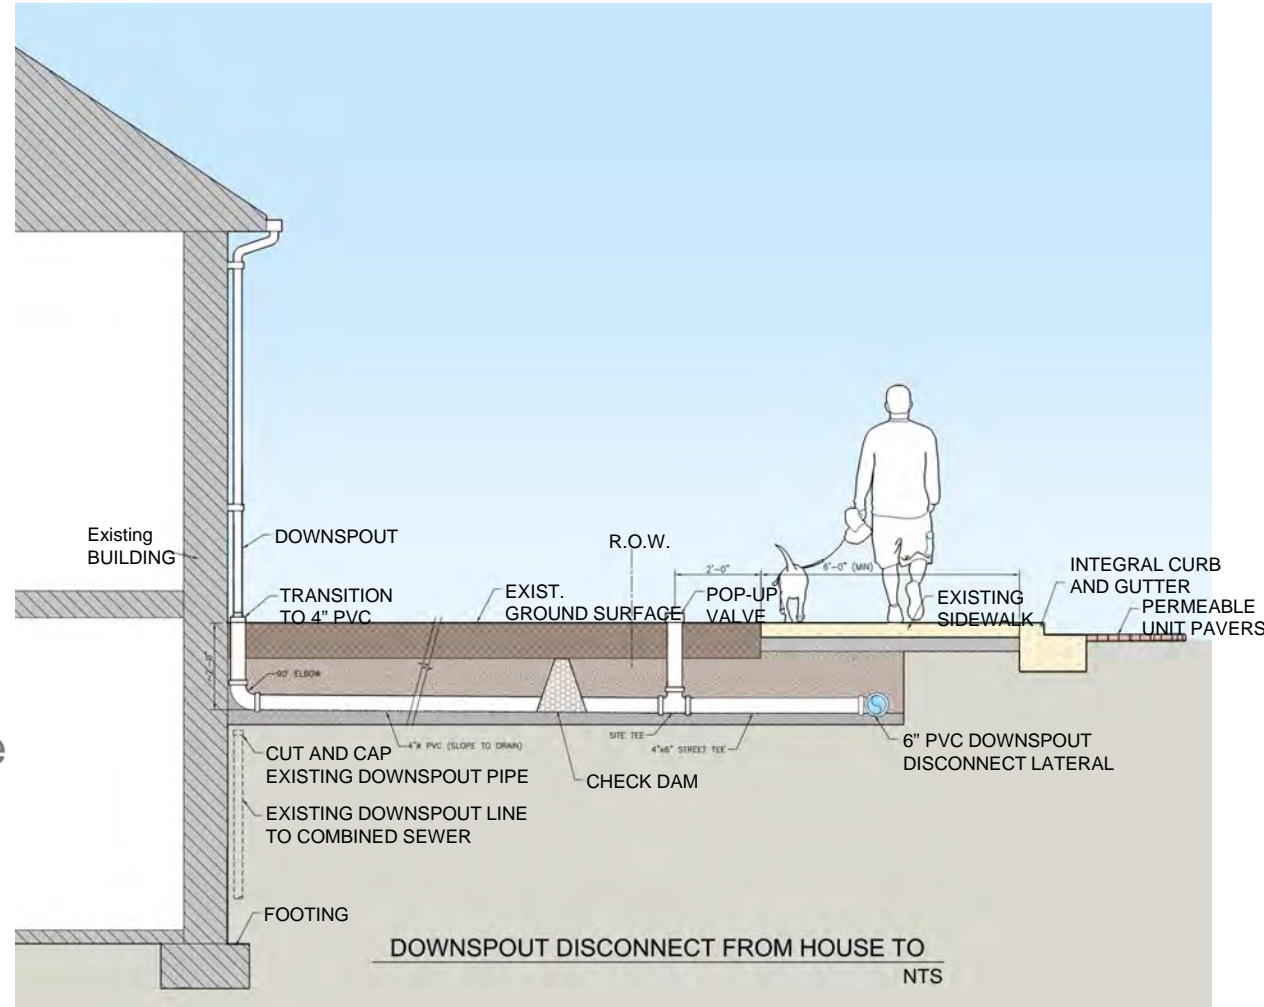 Existing
BUILDING
DOWNSPOUT
R.O.W.
2'-0"
6'-0" (MIN)
INTEGRAL CURB
AND GUTTER
TRANSITION
TO 4” PVC
EXIST.
GROUND SURFACE
POP-UP
VALVE
EXISTING
SIDEWALK
PERMEABLE
UNIT PAVERS
~2'-8"
90° ELBOW
4"ø PVC (SLOPE TO DRAIN)
SITE TEE
4"x6" STREET TEE
6” PVC DOWNSPOUT
DISCONNECT LATERAL
CUT AND CAP
EXISTING DOWNSPOUT PIPE
CHECK DAM
EXISTING DOWNSPOUT LINE
TO COMBINED SEWER
FOOTING
DOWNSPOUT DISCONNECT FROM HOUSE TO
NTS
e